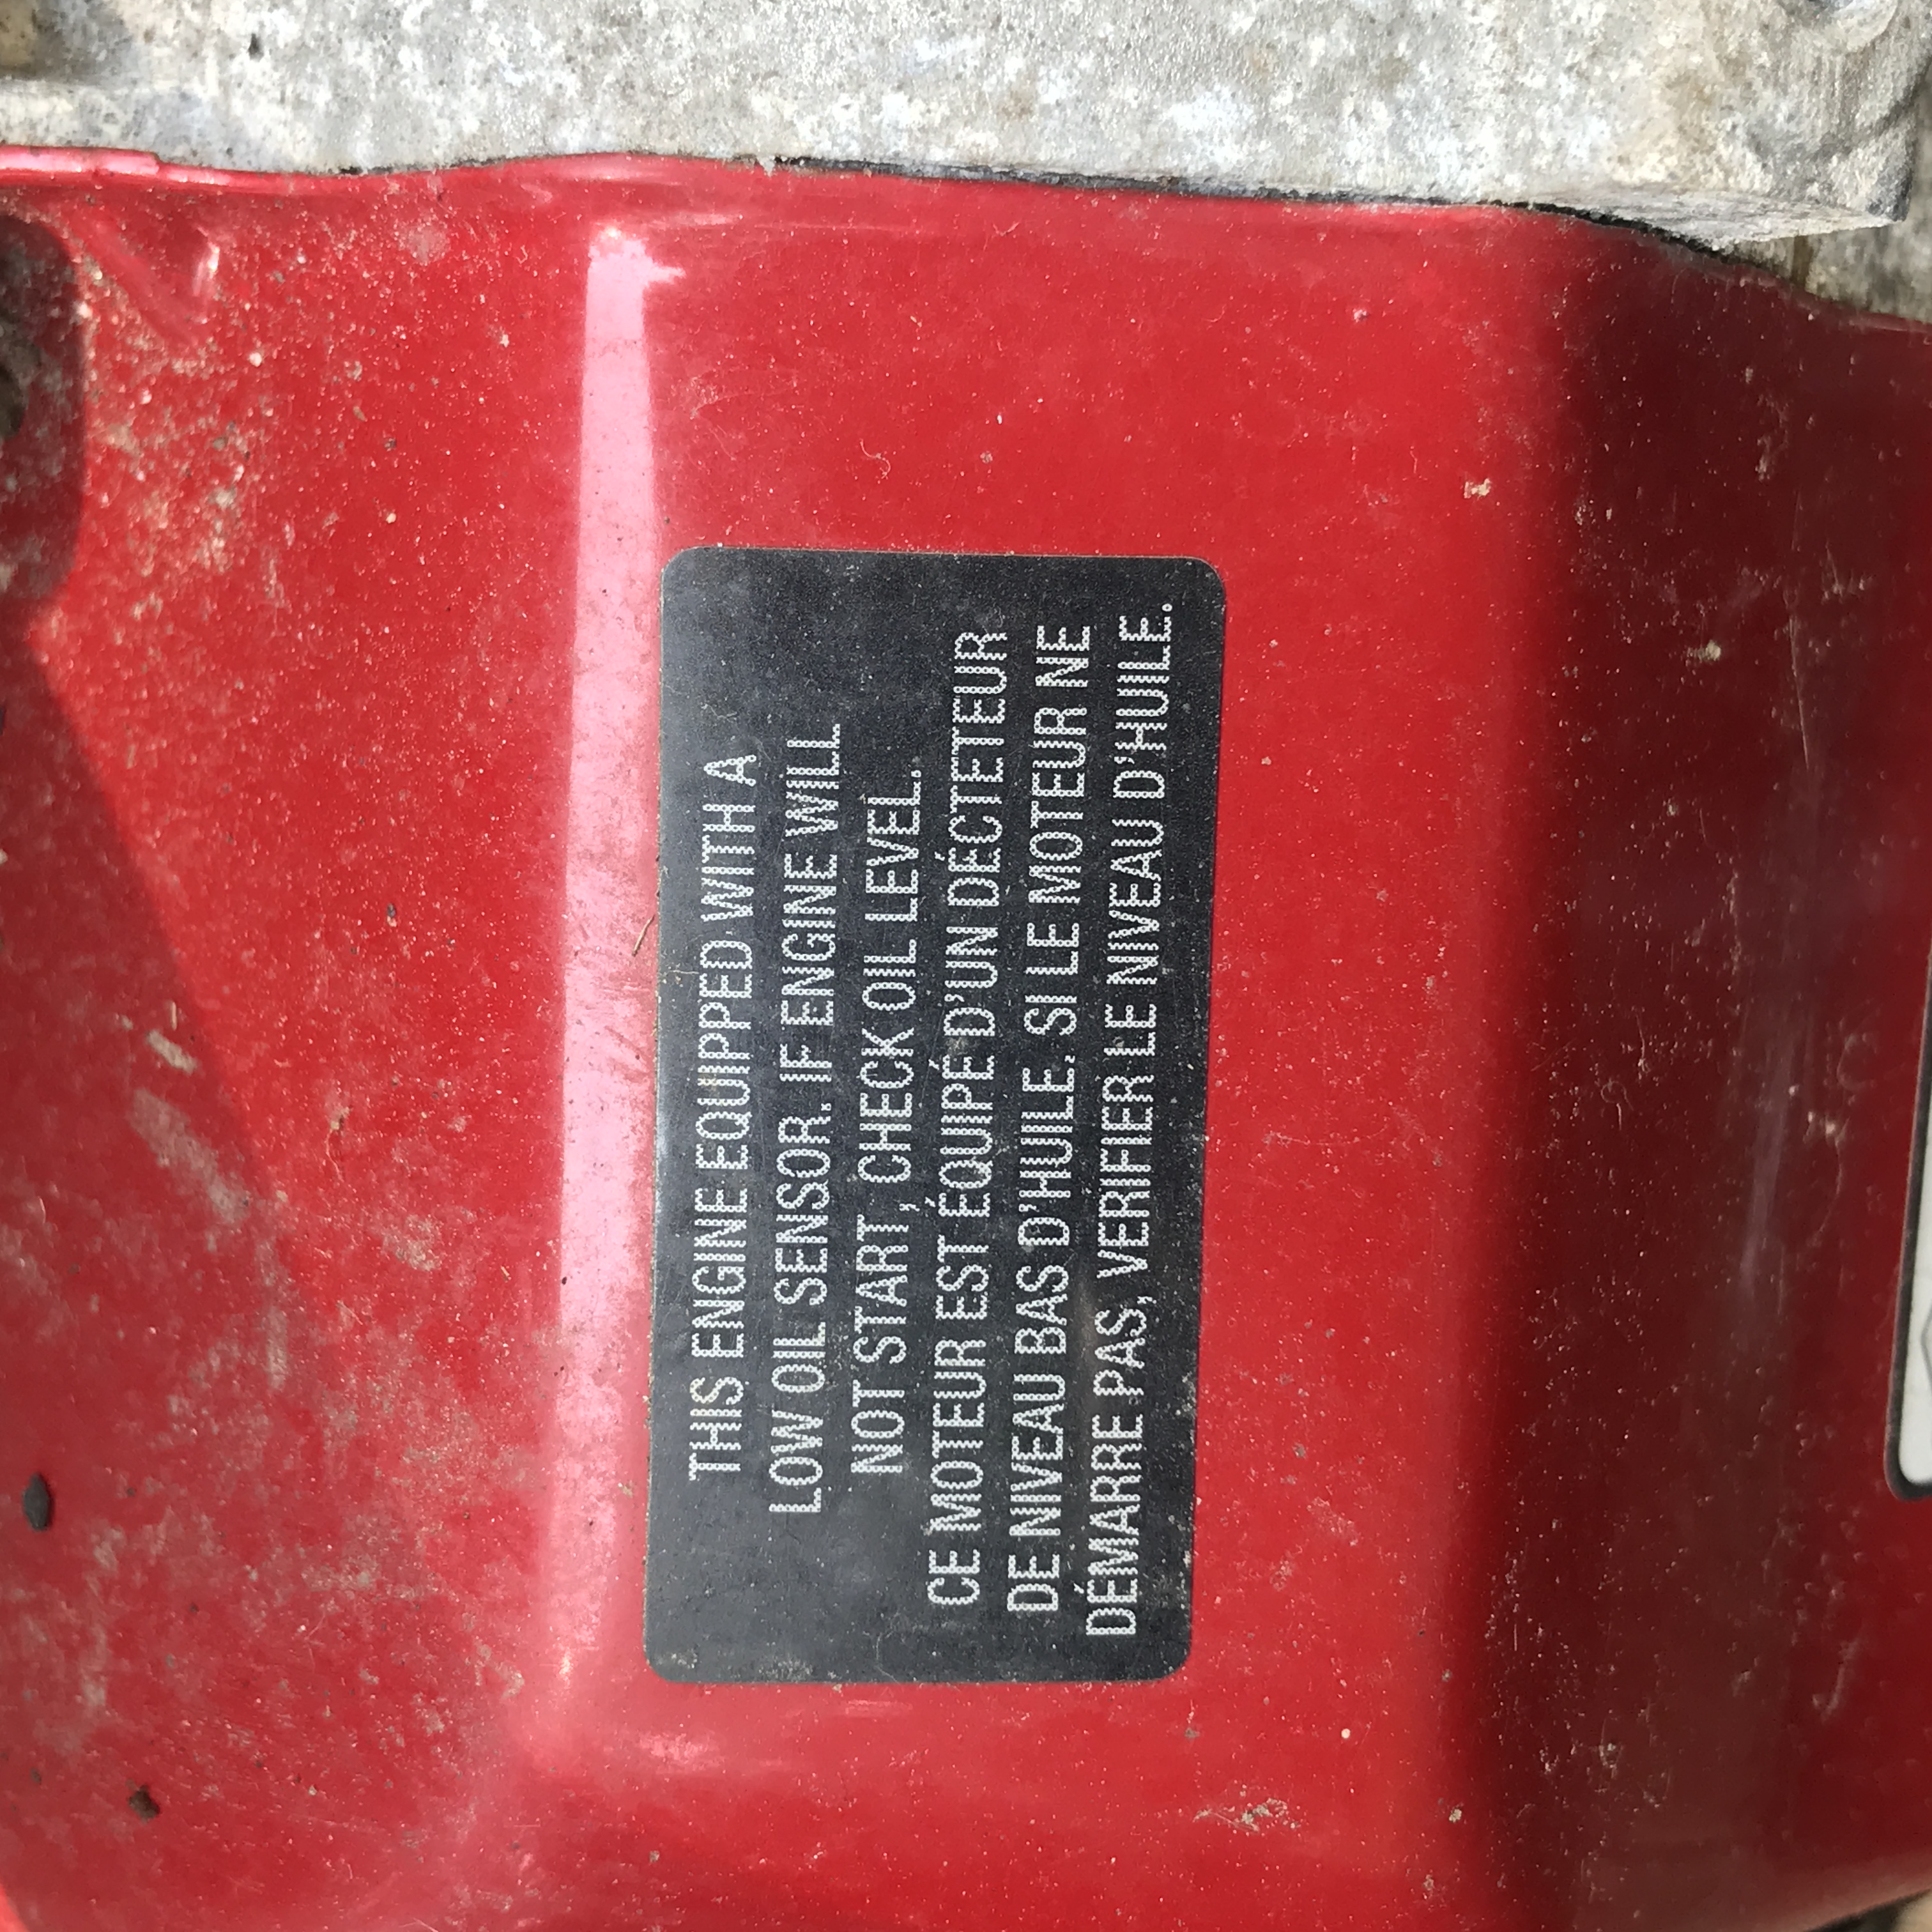 THIS ENGINE EQUIPPED WITH A
LOW OIL SENSOR. IF ENGINE WILL
NOT START, CHECK OIL LEVEL.
CE MOTEUR EST ÉQUIPÉ D'UN DÉCTETEUR
DE NIVEAU BAS D'HUILE. SI LE MOTEUR NE
DÉMARRE PAS, VERIFIER LE NIVEAU D'HUILE.